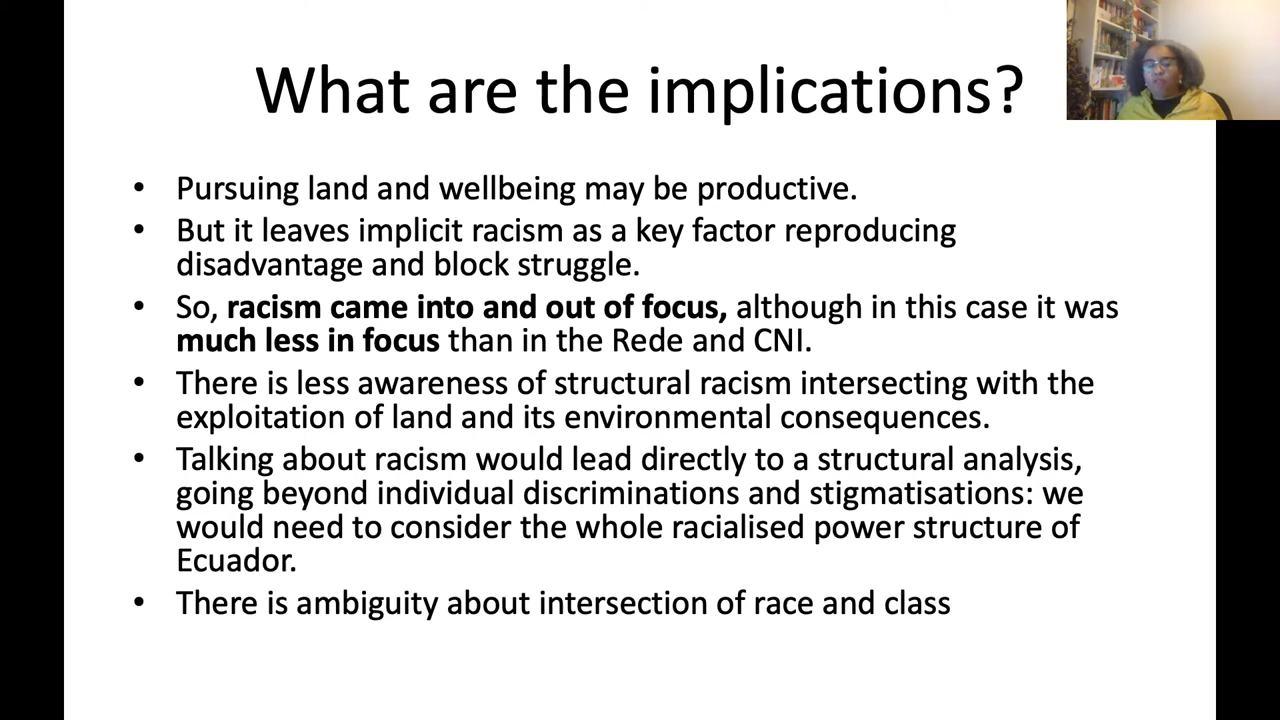 What are the implications?
• Pursuing land and wellbeing may be productive.
• But it leaves implicit racism as a key factor reproducing
disadvantage and block struggle.
• So, racism came into and out of focus, although in this case it was
much less in focus than in the Rede and CNI.
• There is less awareness of structural racism intersecting with the
exploitation of land and its environmental consequences.
• Talking about racism would lead directly to a structural analysis,
going beyond individual discriminations and stigmatisations: we
would need to consider the whole racialised power structure of
Ecuador.
• There is ambiguity about intersection of race and class